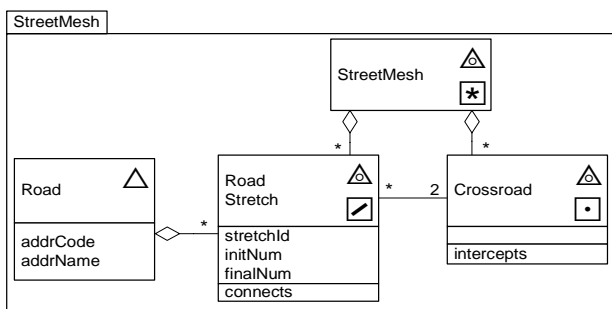 StreetMesh
StreetMesh
*
*
Road
addrCode
addrName
*
Road
Stretch
stretchId
initNum
finalNum
connects
*
2
Crossroad
intercepts